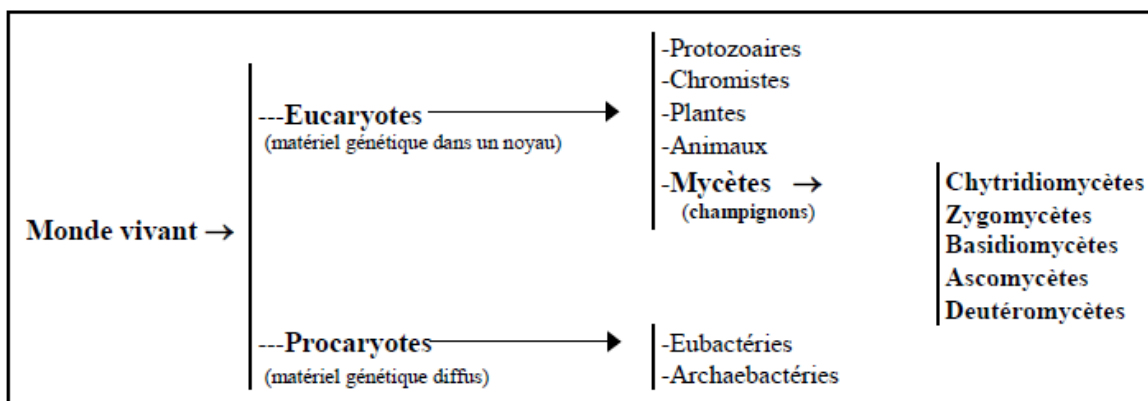 -Protozoaires
-Chromistes
---Eucaryotes
-Plantes
(matériel génétique dans un noyau)
-Animaux
-Mycètes →
(champignons)
Chytridiomycètes
Zygomycètes
Basidiomycètes
Ascomycètes
Deutéromycètes
Monde vivant →
---Procaryotes
(matériel génétique diffus)
-Eubactéries
-Archaebactéries